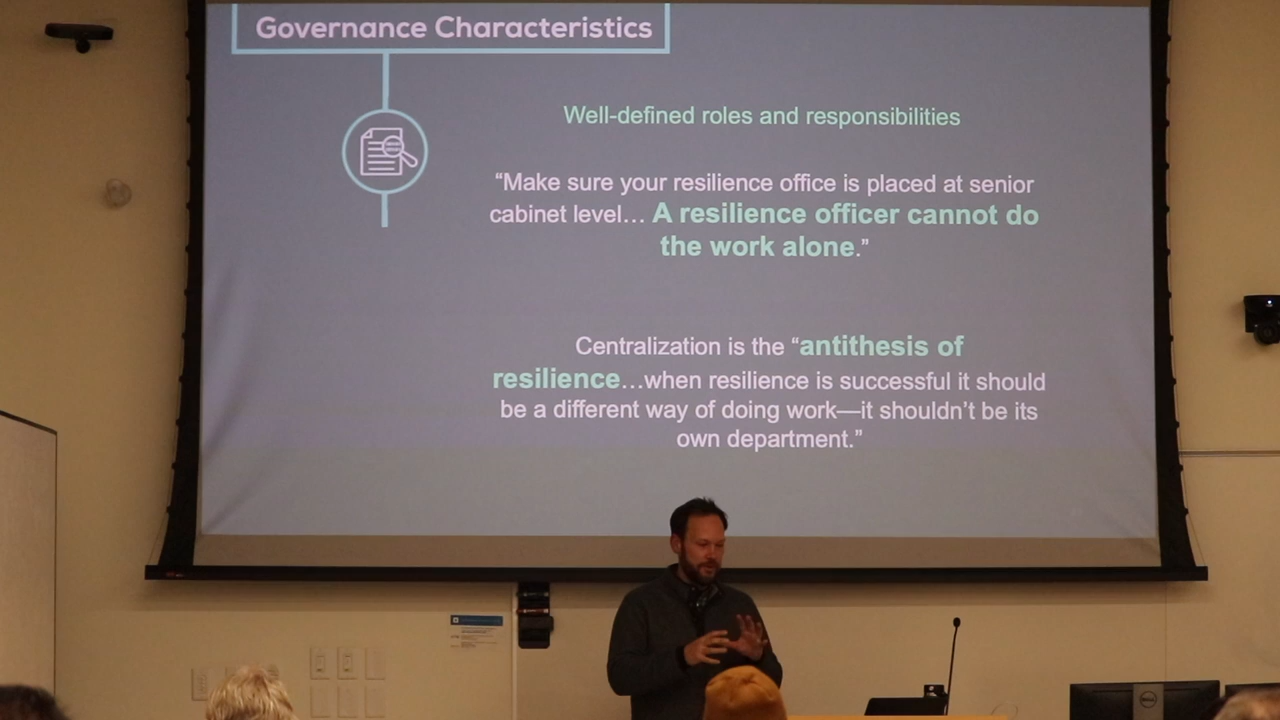 Governance Characteristics
Well-defined roles and responsibilities
“Make sure your resilience office is placed at senior
cabinet level… A resilience officer cannot do
the work alone.”
Centralization is the “antithesis of
resilience…when resilience is successful it should
be a different way of doing work—it shouldn’t be its
own department.”
DELL